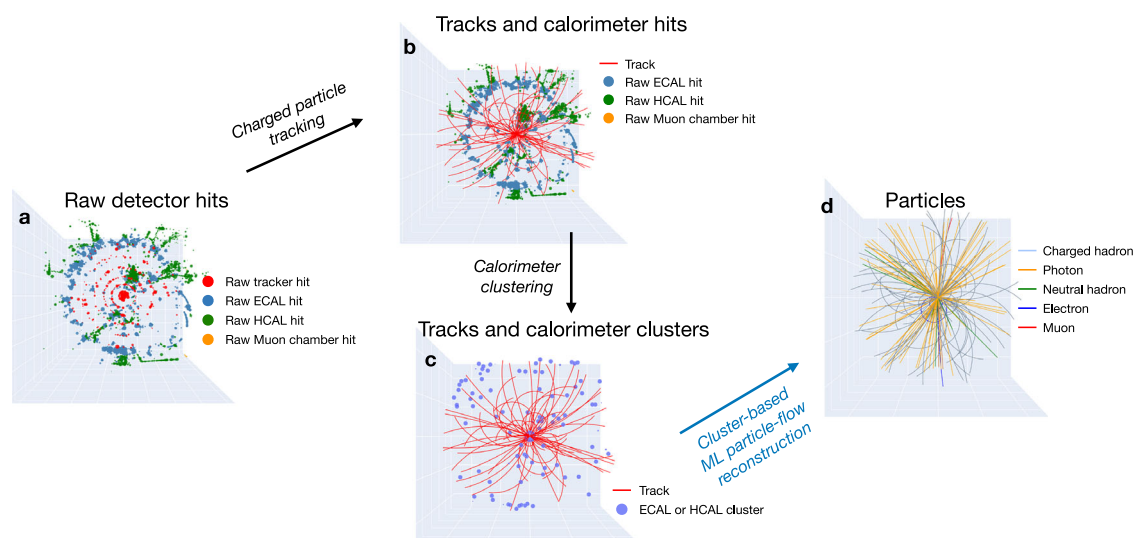 Tracks and calorimeter hits
b
Track
Raw ECAL hit
Raw HCAL hit
Raw Muon chamber hit
Charged particle
tracking
Raw detector hits
a
Raw tracker hit
Raw ECAL hit
Raw HCAL hit
Raw Muon chamber hit
Calorimeter
clustering
Tracks and calorimeter clusters
c
Track
ECAL or HCAL cluster
Cluster-based
ML particle-flow
reconstruction
Particles
d
Charged hadron
Photon
Neutral hadron
Electron
Muon